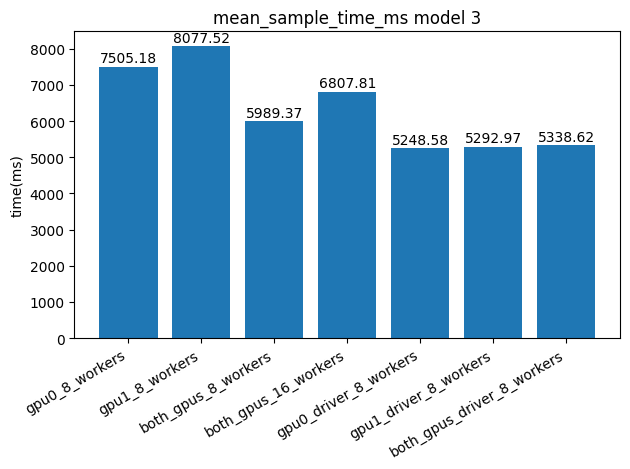 mean_sample_time_ms model 3
7505.18
8077.52
5989.37
6807.81
5248.58
5292.97
5338.62
time(ms)
8000
7000
6000
5000
4000
3000
2000
1000
0
gpu0_8_workers
gpu1_8_workers
both_gpus_8_workers
both_gpus_16_workers
gpu0_driver_8_workers
gpu1_driver_8_workers
both_gpus_driver_8_workers